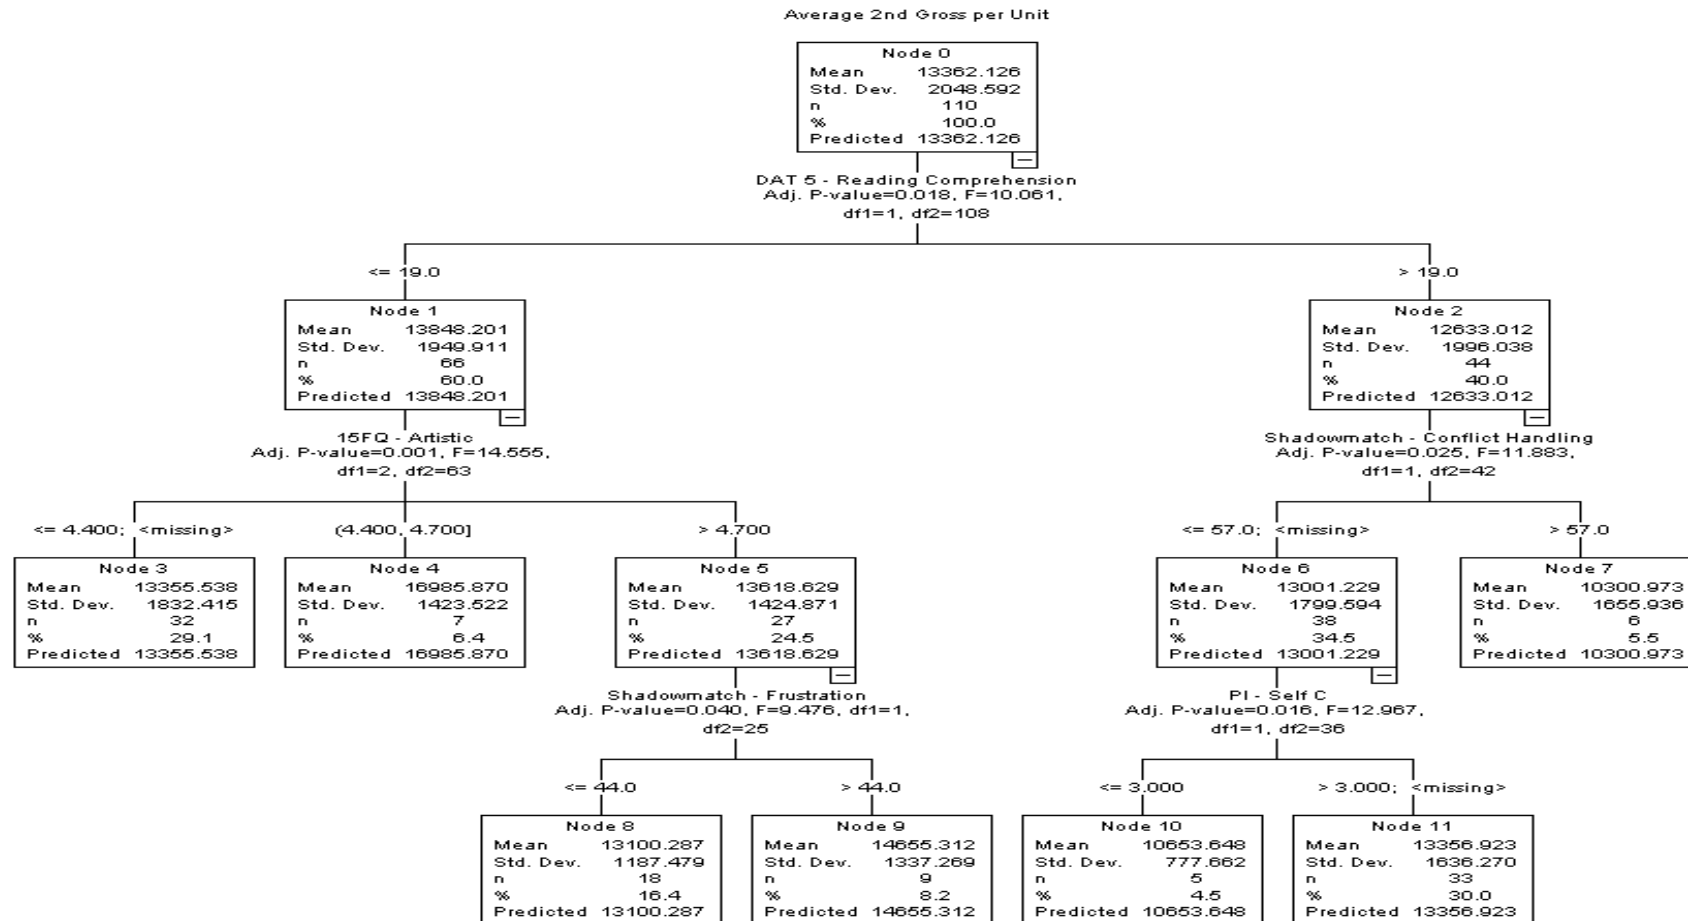 Average 2nd Gross per Unit
Node 0
Mean 13362.126
Std. Dev. 2048.592
n 110
% 100.0
Predicted 13362.126
DAT 5 - Reading Comprehension
Adj. P-value=0.018, F=10.061,
df1=1, df2=108
<= 19.0
> 19.0
Node 1
Mean 13848.201
Std. Dev. 1949.911
n 66
% 60.0
Predicted 13848.201
Node 2
Mean 12633.012
Std. Dev. 1996.038
n 44
% 40.0
Predicted 12633.012
15FQ - Artistic
Adj. P-value=0.001, F=14.555,
df1=2, df2=63
Shadowmatch - Conflict Handling
Adj. P-value=0.025, F=11.883,
df1=1, df2=42
<= 4.400; <missing>
(4.400, 4.700]
> 4.700
<= 57.0; <missing>
> 57.0
Node 3
Mean 13355.538
Std. Dev. 1832.415
n 32
% 29.1
Predicted 13355.538
Node 4
Mean 16985.870
Std. Dev. 1423.522
n 7
% 6.4
Predicted 16985.870
Node 5
Mean 13618.629
Std. Dev. 1424.871
n 27
% 24.5
Predicted 13618.629
Node 6
Mean 13001.229
Std. Dev. 1799.594
n 38
% 34.5
Predicted 13001.229
Node 7
Mean 10300.973
Std. Dev. 1655.936
n 6
% 5.5
Predicted 10300.973
Shadowmatch - Frustration
Adj. P-value=0.040, F=9.476, df1=1,
df2=25
PI - Self C
Adj. P-value=0.016, F=12.967,
df1=1, df2=36
<= 44.0
> 44.0
<= 3.000
> 3.000; <missing>
Node 8
Mean 13100.287
Std. Dev. 1187.479
n 18
% 16.4
Predicted 13100.287
Node 9
Mean 14655.312
Std. Dev. 1337.269
n 9
% 8.2
Predicted 14655.312
Node 10
Mean 10653.648
Std. Dev. 777.662
n 5
% 4.5
Predicted 10653.648
Node 11
Mean 13356.923
Std. Dev. 1636.270
n 33
% 30.0
Predicted 13356.923